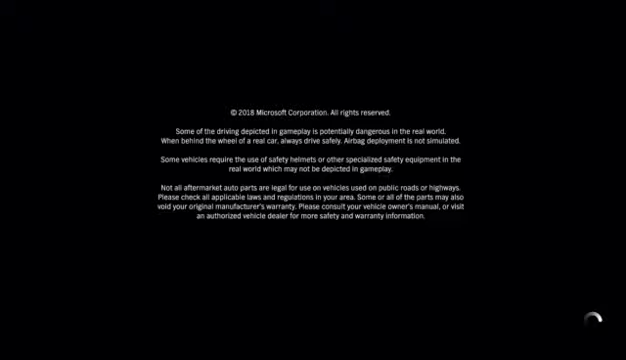 © 2018 Microsoft Corporation. All rights reserved.
Some of the driving depicted in gameplay is potentially dangerous in the real world.
When behind the wheel of a real car, always drive safely. Airbag deployment is not simulated.
Some vehicles require the use of safety helmets or other specialized safety equipment in the
real world which may not be depicted in gameplay.
Not all aftermarket auto parts are legal for use on vehicles used on public roads or highways.
Please check all applicable laws and regulations in your area. Some or all of the parts may also
void your original manufacturer's warranty. Please consult your vehicle owner's manual, or visit
an authorized vehicle dealer for more safety and warranty information.